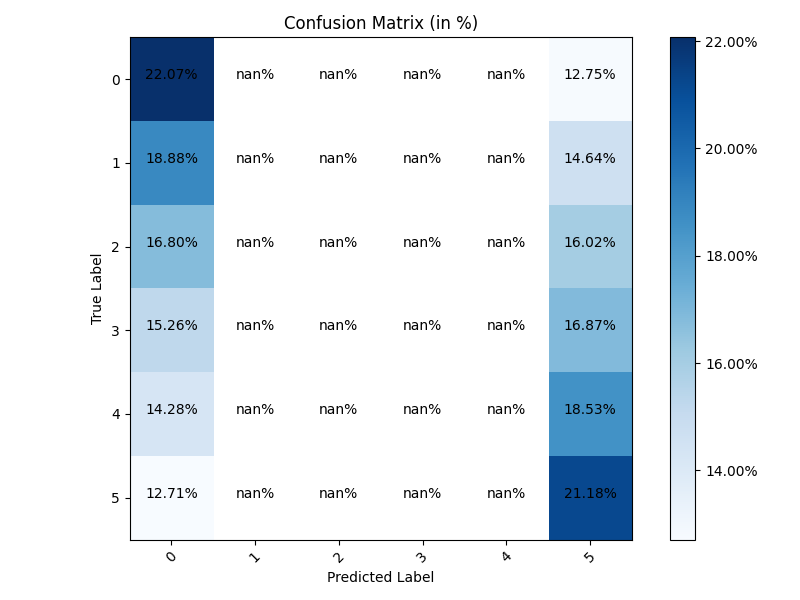 Confusion Matrix (in %)
True Label
0 22.07% nan% nan% nan% nan% 12.75%
1 18.88% nan% nan% nan% nan% 14.64%
2 16.80% nan% nan% nan% nan% 16.02%
3 15.26% nan% nan% nan% nan% 16.87%
4 14.28% nan% nan% nan% nan% 18.53%
5 12.71% nan% nan% nan% nan% 21.18%
0 1 2 3 4 5
Predicted Label
22.00%
20.00%
18.00%
16.00%
14.00%